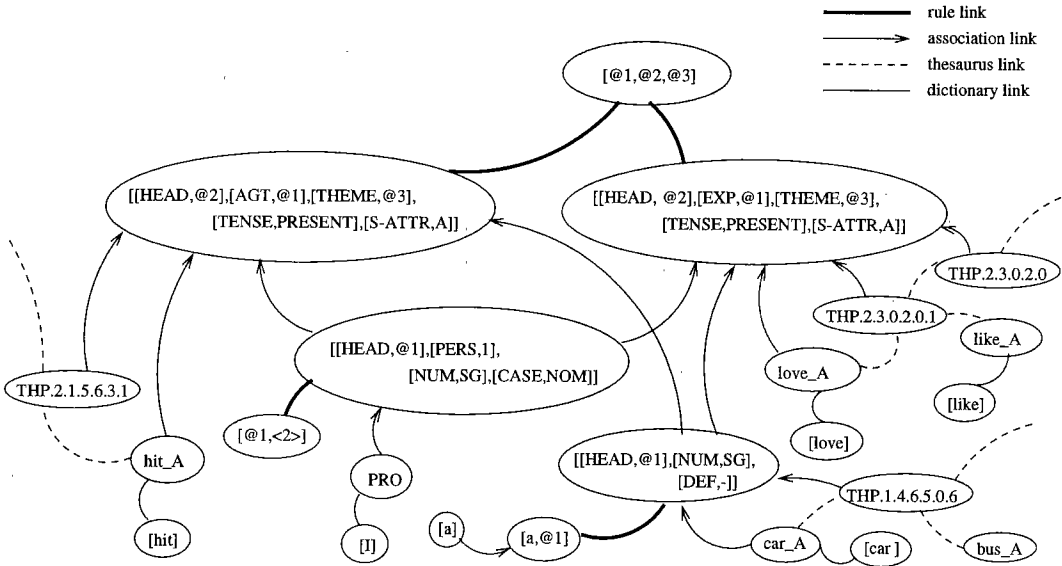 rule link
association link
thesaurus link
dictionary link
[@1,@2,@3]
[[HEAD,@2],[AGT,@1],[THEME,@3],
[TENSE,PRESENT],[S-ATTR,A]]
[[HEAD, @2],[EXP,@1],[THEME,@3],
[TENSE,PRESENT],[S-ATTR,A]]
THP.2.3.0.2.0
THP.2.3.0.2.0.1
like_A
[like]
love_A
[love]
[[HEAD,@1],[PERS,1],
[NUM,SG],[CASE,NOM]]
THP.2.1.5.6.3.1
[@1,<2>]
hit_A
[hit]
PRO
[I]
[[HEAD,@1],[NUM,SG],
[DEF,-]]
THP.1.4.6.5.0.6
[a]
[a,@1]
car_A
[car]
bus_A